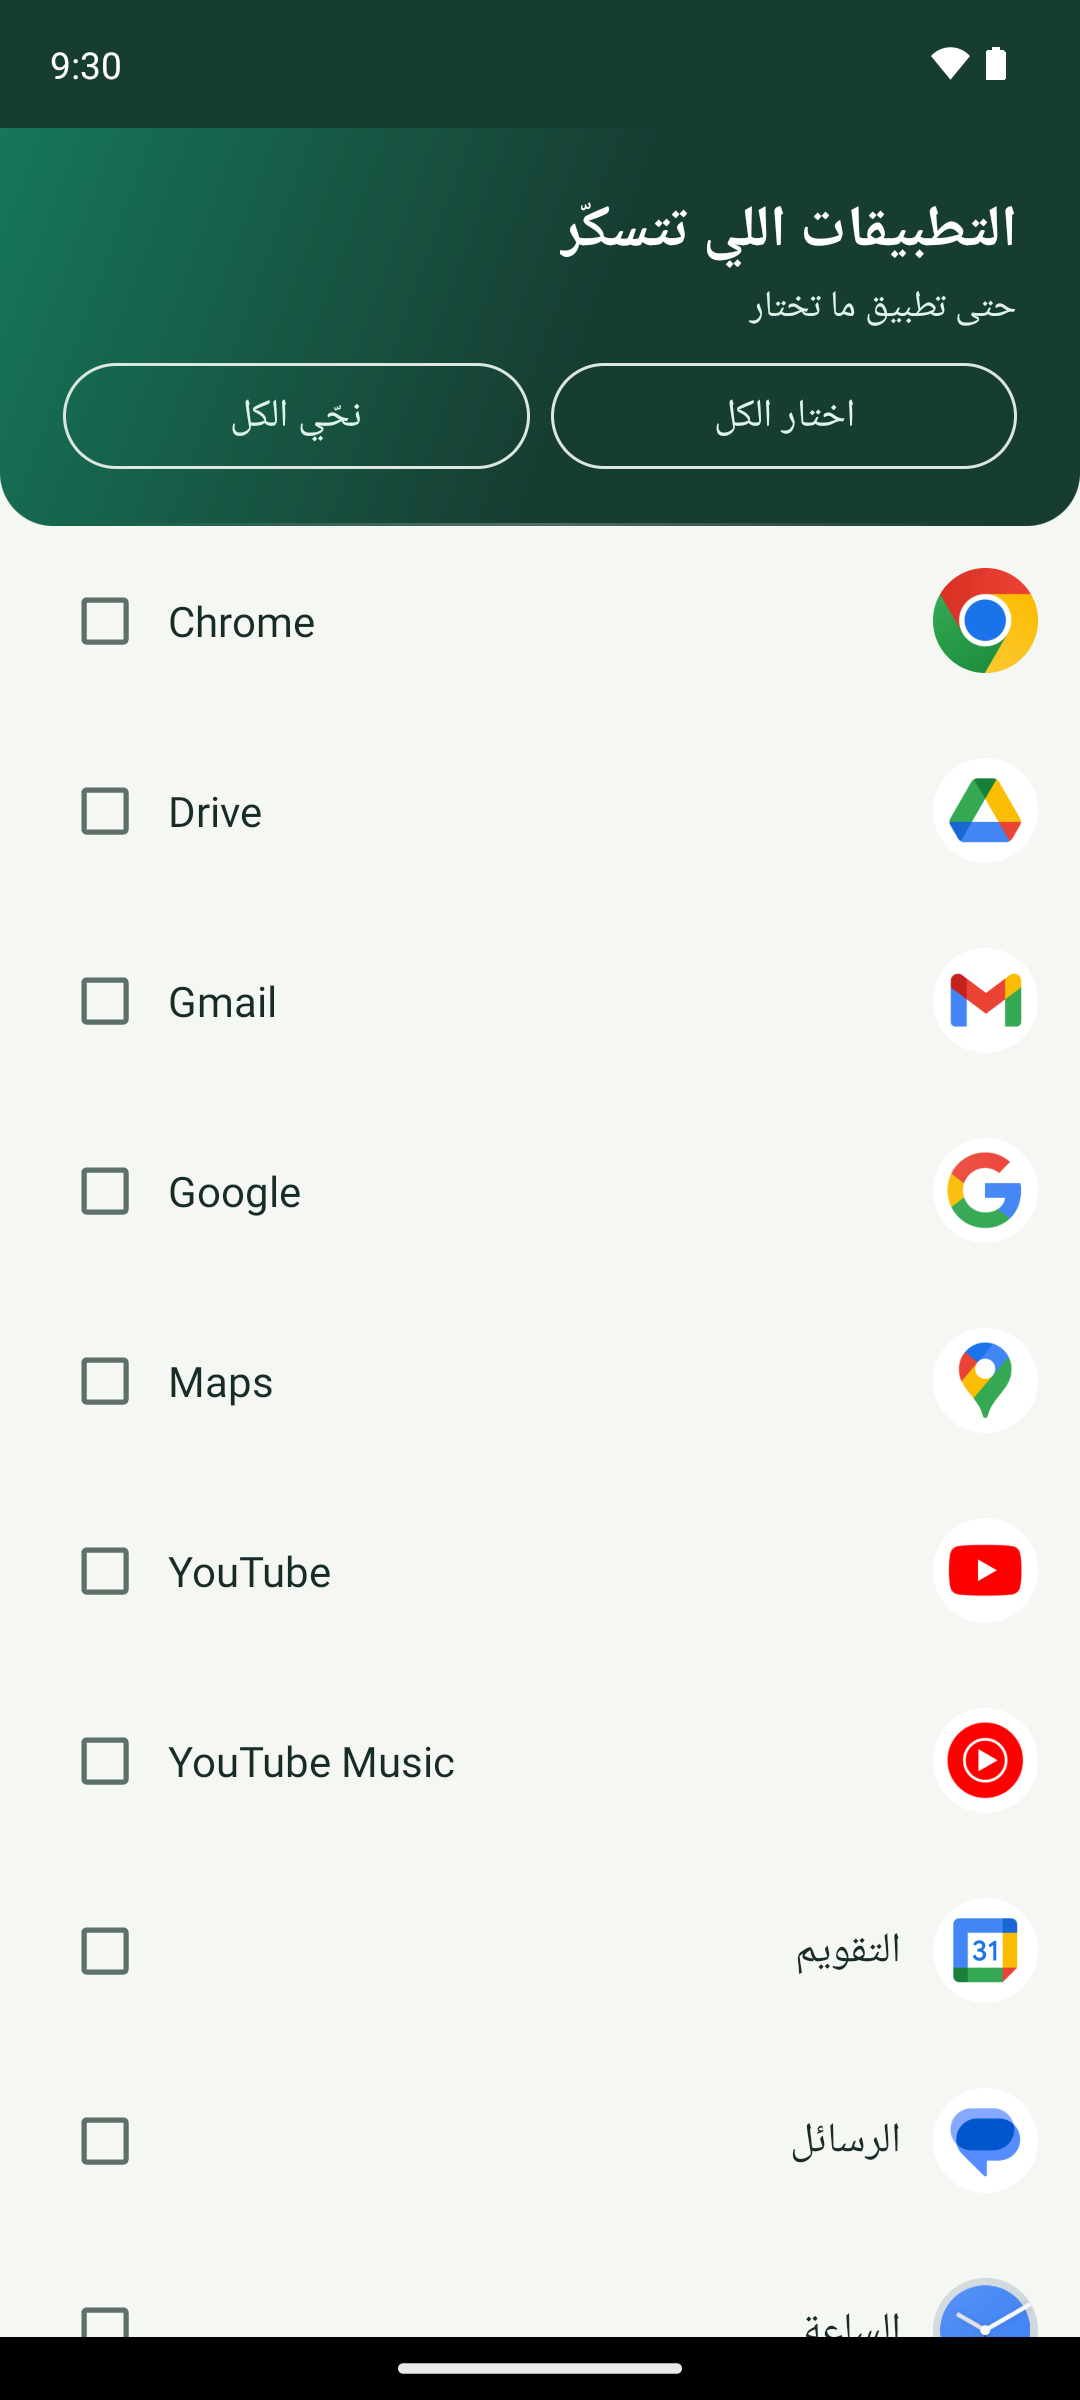 9:30
التطبيقات اللي تتسكّر
حتى تطبيق ما تختار
اختار الكل
نحّي الكل
Chrome
Drive
Gmail
Google
Maps
YouTube
YouTube Music
التقويم
31
الرسائل
الساعة